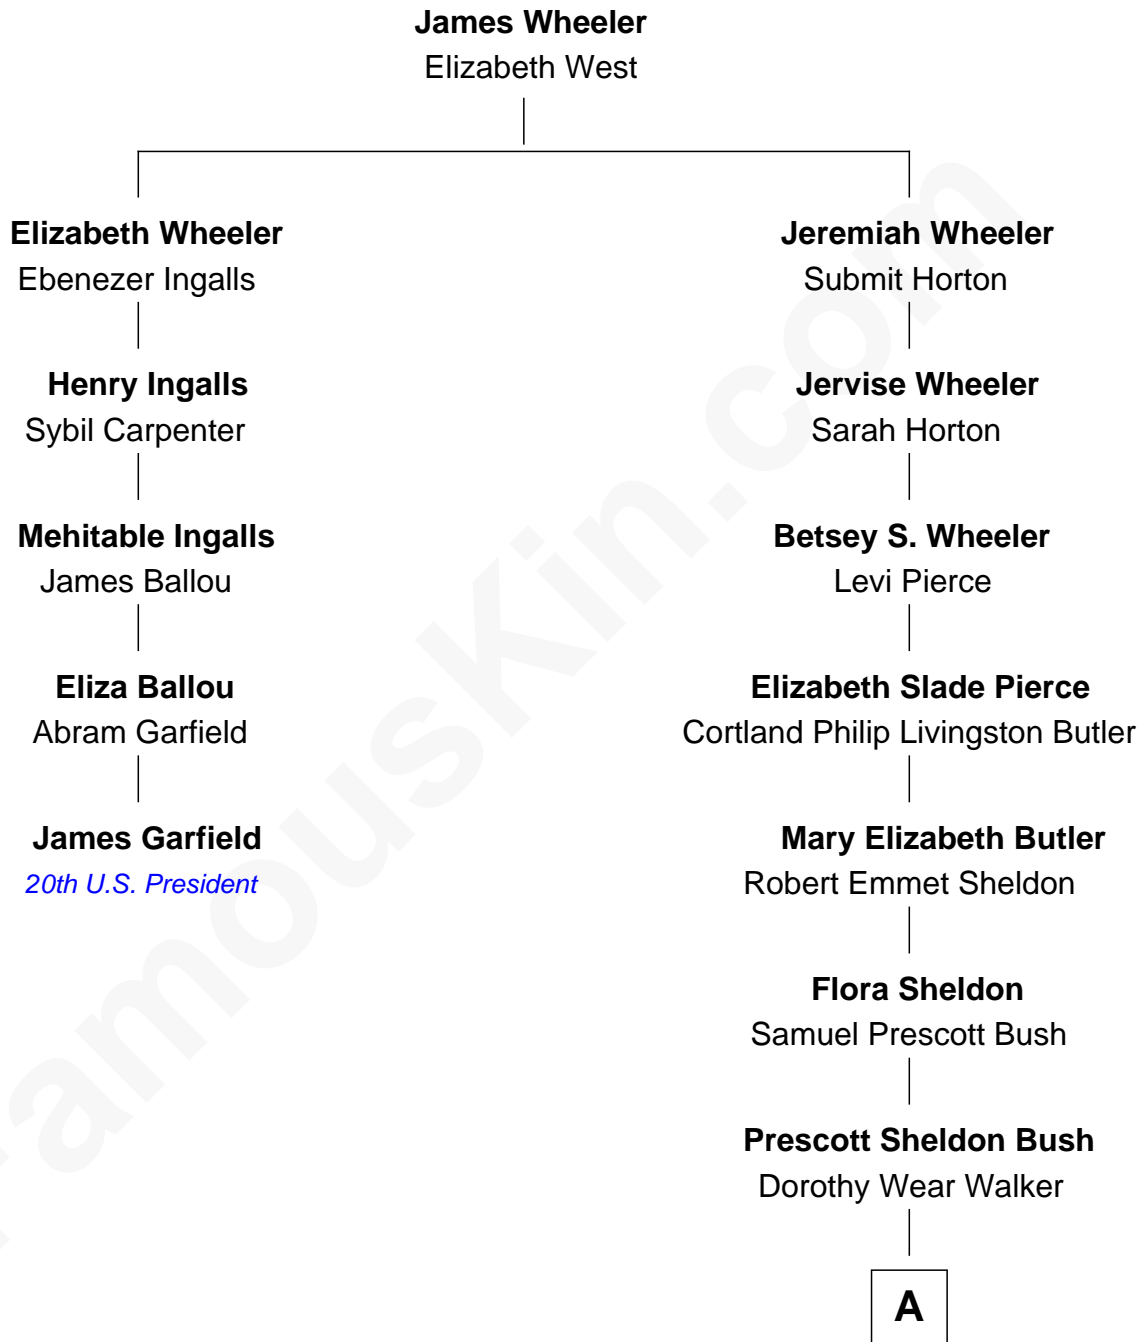 James Wheeler
Elizabeth West
Elizabeth Wheeler
Ebenezer Ingalls
Henry Ingalls
Sybil Carpenter
Mehitable Ingalls
James Ballou
Eliza Ballou
Abram Garfield
James Garfield
20th U.S. President
Jeremiah Wheeler
Submit Horton
Jervise Wheeler
Sarah Horton
Betsey S. Wheeler
Levi Pierce
Elizabeth Slade Pierce
Cortland Philip Livingston Butler
Mary Elizabeth Butler
Robert Emmet Sheldon
Flora Sheldon
Samuel Prescott Bush
Prescott Sheldon Bush
Dorothy Wear Walker
A
FamousKin.com